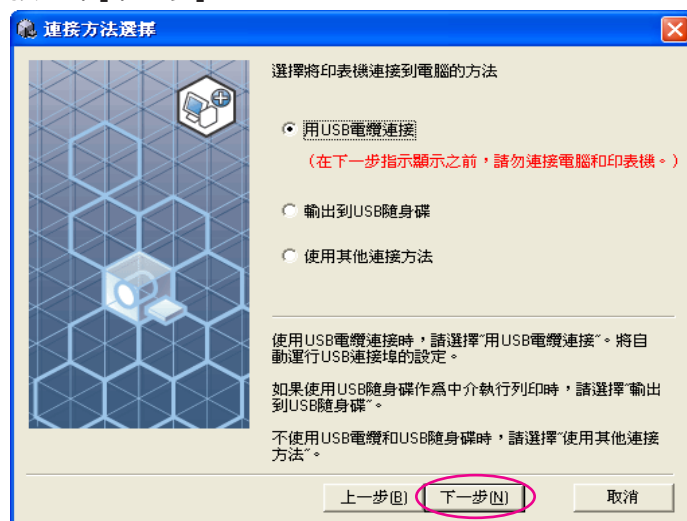 連接方法選擇
選擇將印表機連接到電腦的方法
用USB電纜連接
(在下一步指示顯示之前，請勿連接電腦和印表機。)
輸出到USB隨身碟
使用其他連接方法
使用USB電纜連接時，請選擇"用USB電纜連接"。將自
動運行USB連接埠的設定。
如果使用USB隨身碟作爲中介執行列印時，請選擇"輸出
到USB隨身碟"。
不使用USB電纜和USB隨身碟時，請選擇"使用其他連接
方法"。
上一步(B) 下一步(N) 取消